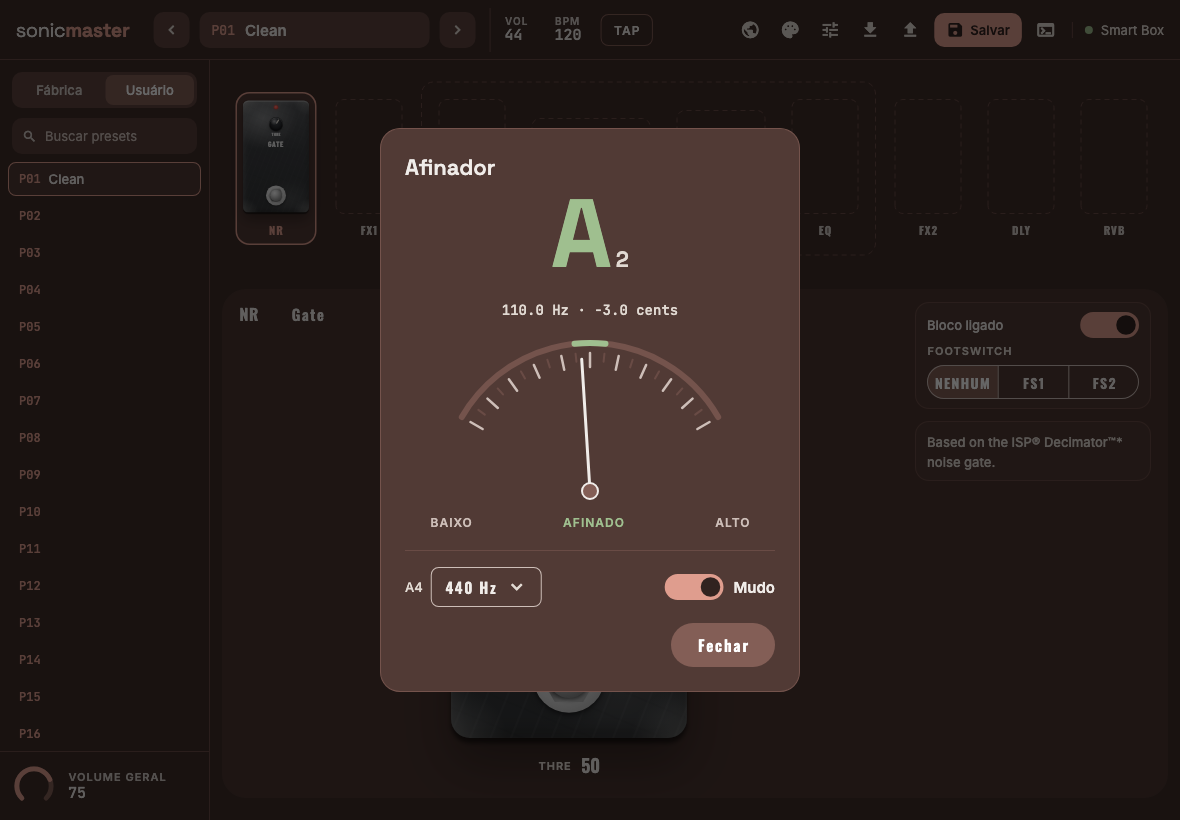 sonicmaster
P01 Clean
VOL
44
BPM
120
TAP
Salvar
Smart Box
Fábrica
Usuário
Buscar presets
P01 Clean
P02
P03
P04
P05
P06
P07
P08
P09
P10
P11
P12
P13
P14
P15
P16
VOLUME GERAL
75
GATE
NR
FX1
EQ
FX2
DLY
RVB
NR Gate
Bloco ligado
FOOTSWITCH
NENHUM
FS1
FS2
Based on the ISP® Decimator™*
noise gate.
THRE 50
Afinador
A2
110.0 Hz · -3.0 cents
BAIXO
AFINADO
ALTO
A4
440 Hz
Mudo
Fechar